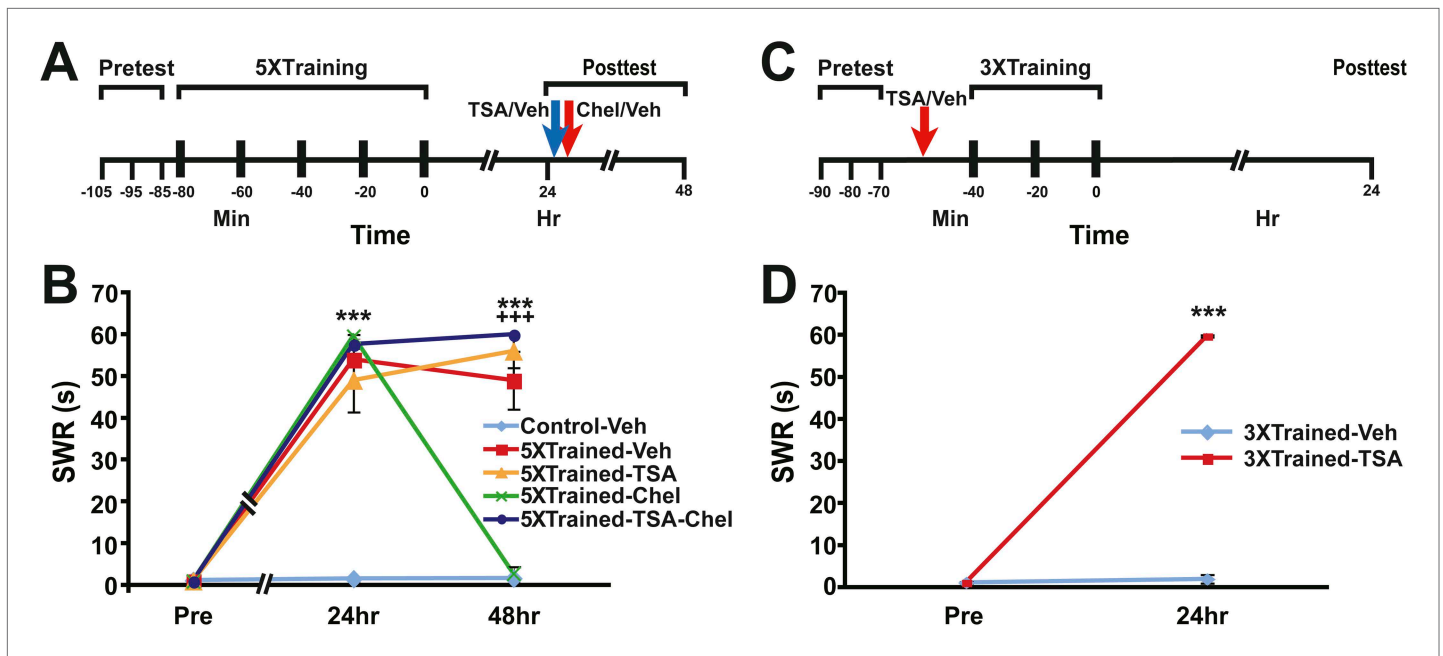 A
Pretest
5XTraining
Posttest
TSA/Veh
Chel/Veh
-105 -95 -85 -80 -60 -40 -20 0 24 48
Min
Hr
Time
C
Pretest
3XTraining
Posttest
TSA/Veh
-90 -80 -70 -40 -20 0 24
Min
Hr
Time
B
SWR (s)
70
60
50
40
30
20
10
0
***
***
+++
Control-Veh
5XTrained-Veh
5XTrained-TSA
5XTrained-Chel
5XTrained-TSA-Chel
Pre 24hr 48hr
D
SWR (s)
70
60
50
40
30
20
10
0
***
3XTrained-Veh
3XTrained-TSA
Pre 24hr